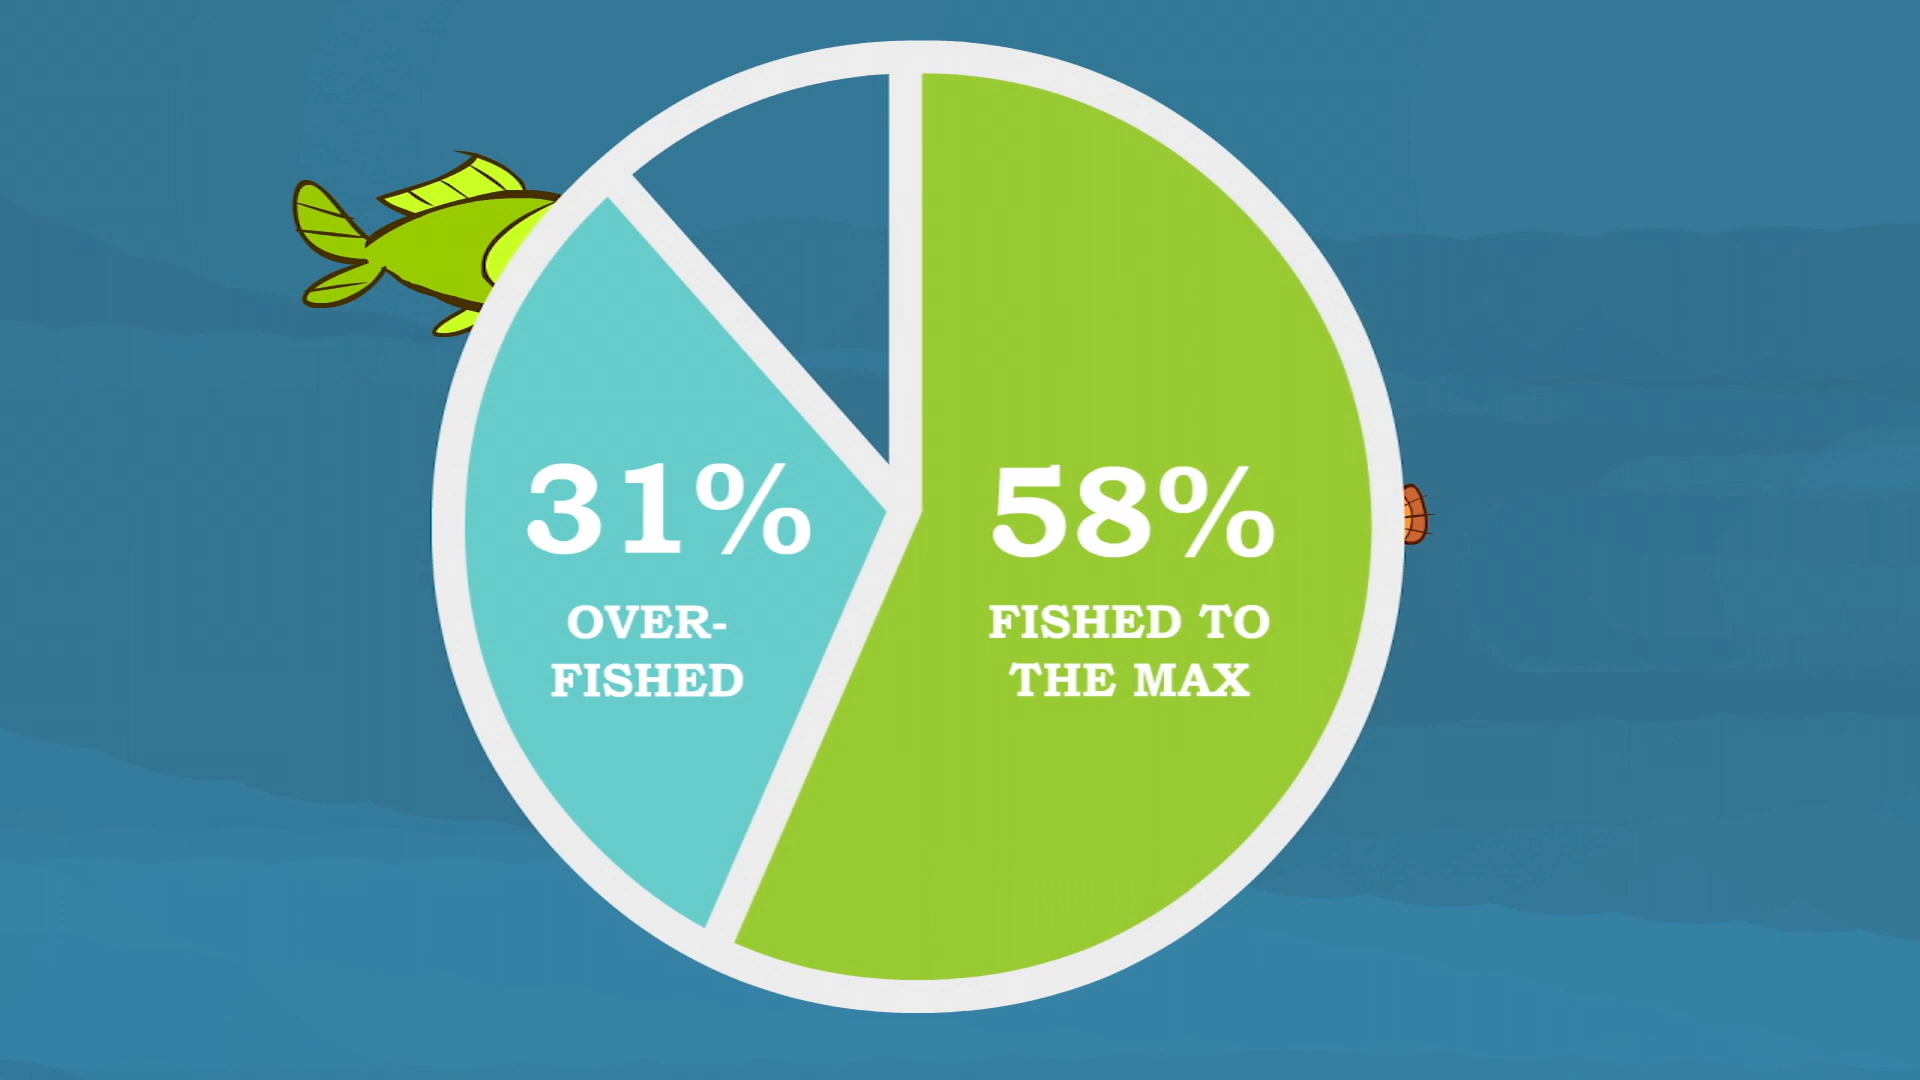 31%
OVER-
FISHED
58%
FISHED TO
THE MAX